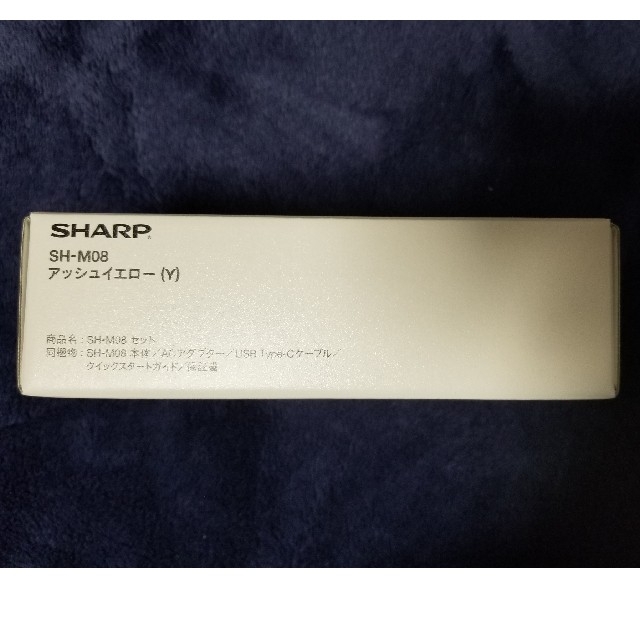 SHARP
SH-M08
アッシュイエロー (Y)
商品名：SH-M08 セット
同梱物：SH-M08 本体／ACアダプター／USB Type-Cケーブル／
クイックスタートガイド／保証書